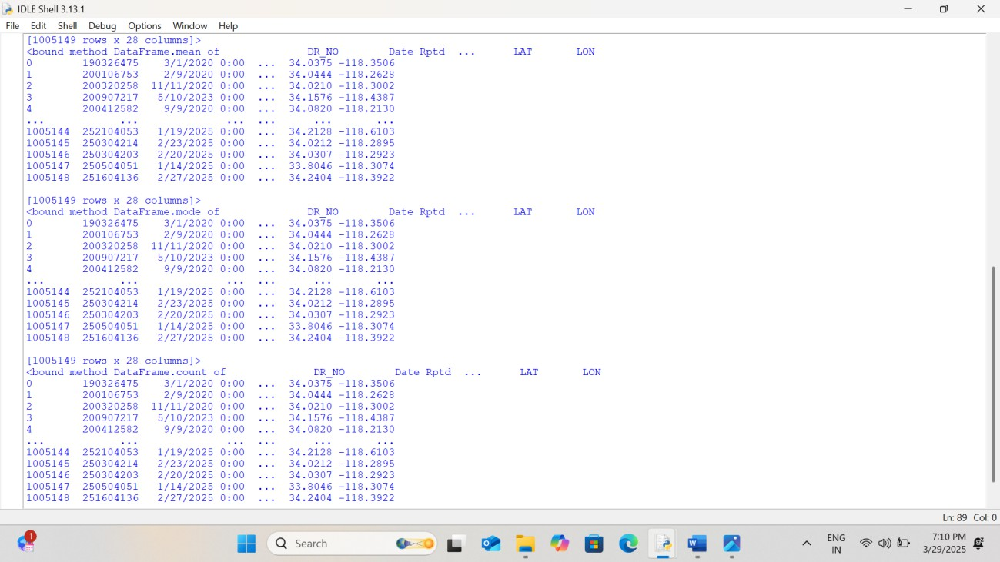 IDLE Shell 3.13.1
File Edit Shell Debug Options Window Help
[1005149 rows x 28 columns]>
<bound method DataFrame.mean of DR_NO Date Rptd ... LAT LON
0 190326475 3/1/2020 0:00 ... 34.0375 -118.3506
1 200106753 2/9/2020 0:00 ... 34.0444 -118.2628
2 200320258 11/11/2020 0:00 ... 34.0210 -118.3002
3 200907217 5/10/2023 0:00 ... 34.1576 -118.4387
4 200412582 9/9/2020 0:00 ... 34.0820 -118.2130
... ... ... ... ... ...
1005144 252104053 1/19/2025 0:00 ... 34.2128 -118.6103
1005145 250304214 2/23/2025 0:00 ... 34.0212 -118.2895
1005146 250304203 2/20/2025 0:00 ... 34.0307 -118.2923
1005147 250504051 1/14/2025 0:00 ... 33.8046 -118.3074
1005148 251604136 2/27/2025 0:00 ... 34.2404 -118.3922
[1005149 rows x 28 columns]>
<bound method DataFrame.mode of DR_NO Date Rptd ... LAT LON
0 190326475 3/1/2020 0:00 ... 34.0375 -118.3506
1 200106753 2/9/2020 0:00 ... 34.0444 -118.2628
2 200320258 11/11/2020 0:00 ... 34.0210 -118.3002
3 200907217 5/10/2023 0:00 ... 34.1576 -118.4387
4 200412582 9/9/2020 0:00 ... 34.0820 -118.2130
... ... ... ... ... ...
1005144 252104053 1/19/2025 0:00 ... 34.2128 -118.6103
1005145 250304214 2/23/2025 0:00 ... 34.0212 -118.2895
1005146 250304203 2/20/2025 0:00 ... 34.0307 -118.2923
1005147 250504051 1/14/2025 0:00 ... 33.8046 -118.3074
1005148 251604136 2/27/2025 0:00 ... 34.2404 -118.3922
[1005149 rows x 28 columns]>
<bound method DataFrame.count of DR_NO Date Rptd ... LAT LON
0 190326475 3/1/2020 0:00 ... 34.0375 -118.3506
1 200106753 2/9/2020 0:00 ... 34.0444 -118.2628
2 200320258 11/11/2020 0:00 ... 34.0210 -118.3002
3 200907217 5/10/2023 0:00 ... 34.1576 -118.4387
4 200412582 9/9/2020 0:00 ... 34.0820 -118.2130
... ... ... ... ... ...
1005144 252104053 1/19/2025 0:00 ... 34.2128 -118.6103
1005145 250304214 2/23/2025 0:00 ... 34.0212 -118.2895
1005146 250304203 2/20/2025 0:00 ... 34.0307 -118.2923
1005147 250504051 1/14/2025 0:00 ... 33.8046 -118.3074
1005148 251604136 2/27/2025 0:00 ... 34.2404 -118.3922
Ln: 89 Col: 0
1
Search
ENG
IN
7:10 PM
3/29/2025